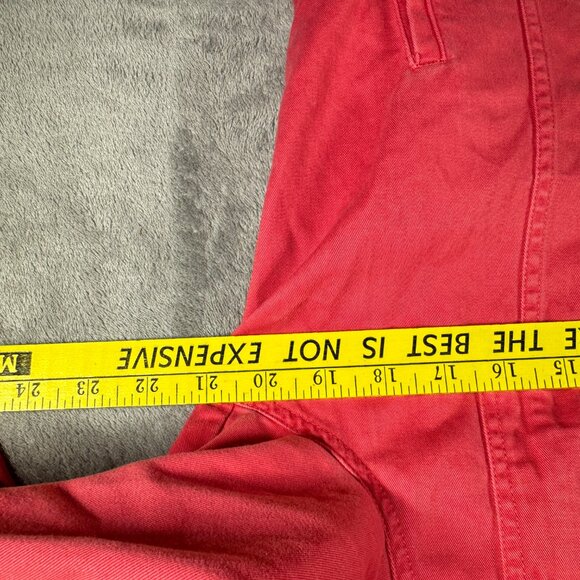 THE BEST IS NOT EXPENSIVE
15 16 17 18 19 20 21 22 23 24